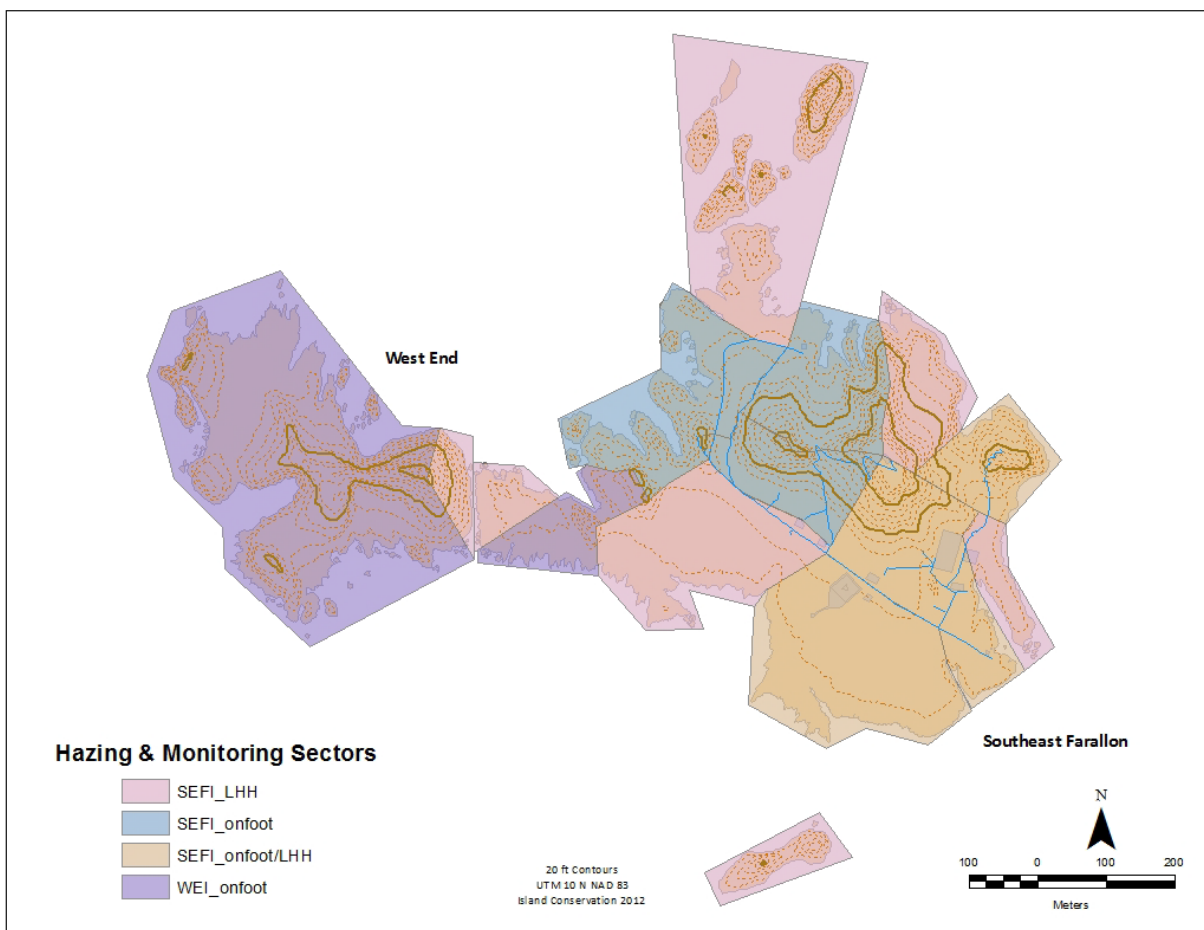 West End
Southeast Farallon
Hazing & Monitoring Sectors
SEFI_LHH
SEFI_onfoot
SEFI_onfoot/LHH
WEI_onfoot
20 ft Contours
UTM 10 N NAD 83
Island Conservation 2012
N
100 0 100 200
Meters